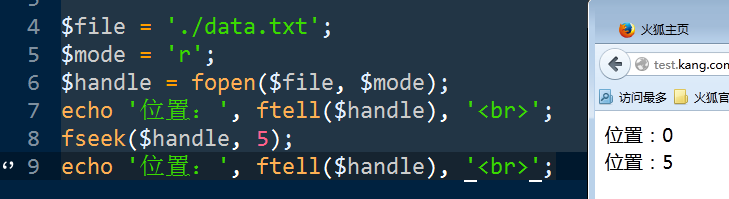 4 $file = './data.txt';
5 $mode = 'r';
6 $handle = fopen($file, $mode);
7 echo '位置：', ftell($handle), '<br>';
8 fseek($handle, 5);
9 echo '位置：', ftell($handle), '<br>';
火狐主页
test.kang.com
访问最多 火狐官
位置：0
位置：5